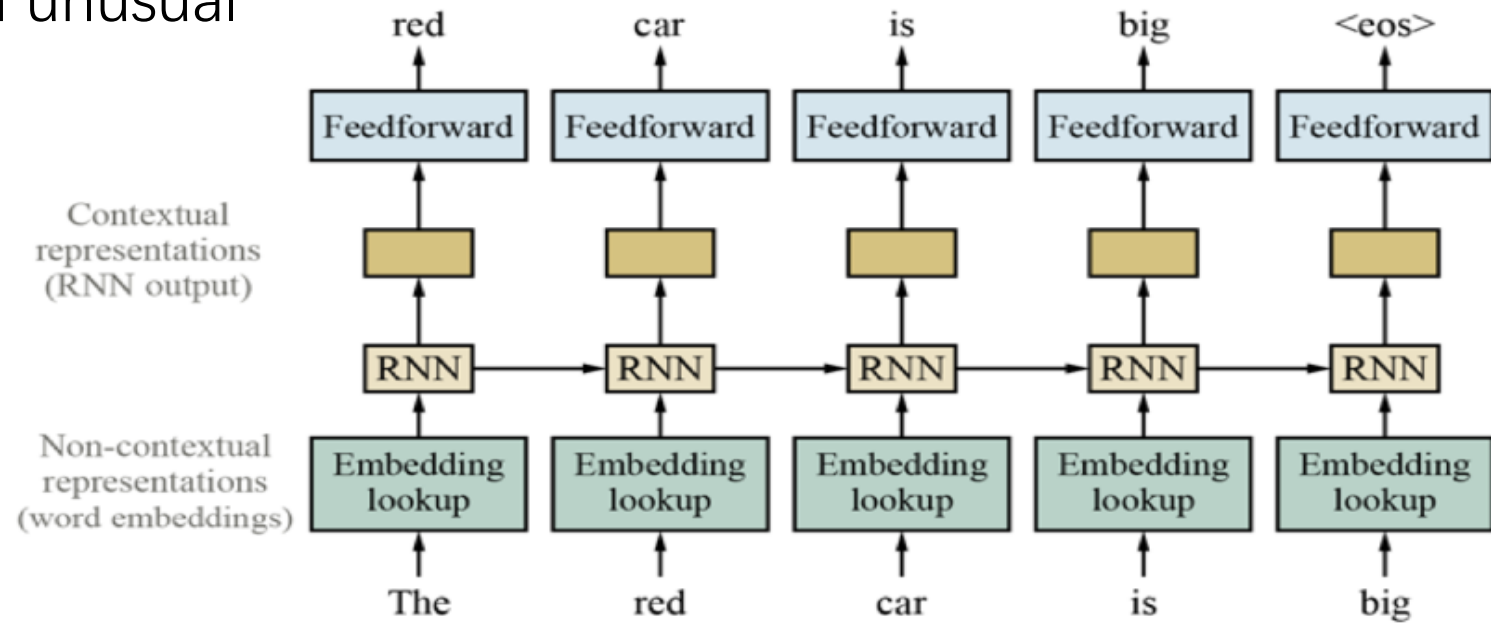 unusual
red car is big <eos>
Feedforward Feedforward Feedforward Feedforward Feedforward
Contextual
representations
(RNN output)
RNN RNN RNN RNN RNN
Non-contextual
representations
(word embeddings)
Embedding Embedding Embedding Embedding Embedding
lookup lookup lookup lookup lookup
The red car is big